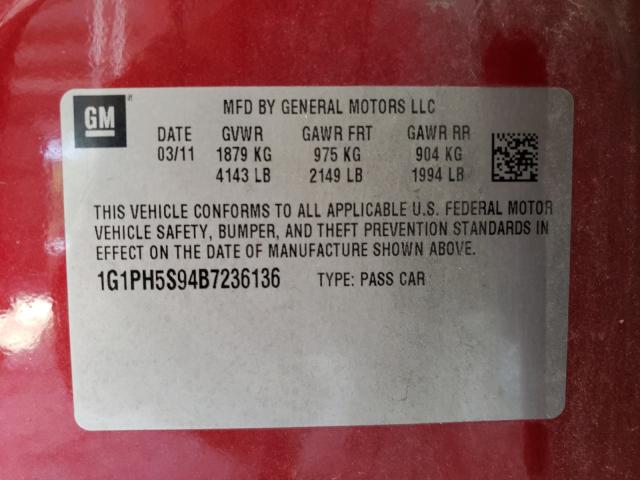 GM
MFD BY GENERAL MOTORS LLC
DATE GVWR GAWR FRT GAWR RR
03/11 1879 KG 975 KG 904 KG
4143 LB 2149 LB 1994 LB
THIS VEHICLE CONFORMS TO ALL APPLICABLE U.S. FEDERAL MOTOR
VEHICLE SAFETY, BUMPER, AND THEFT PREVENTION STANDARDS IN
EFFECT ON THE DATE OF MANUFACTURE SHOWN ABOVE.
1G1PH5S94B7236136 TYPE: PASS CAR